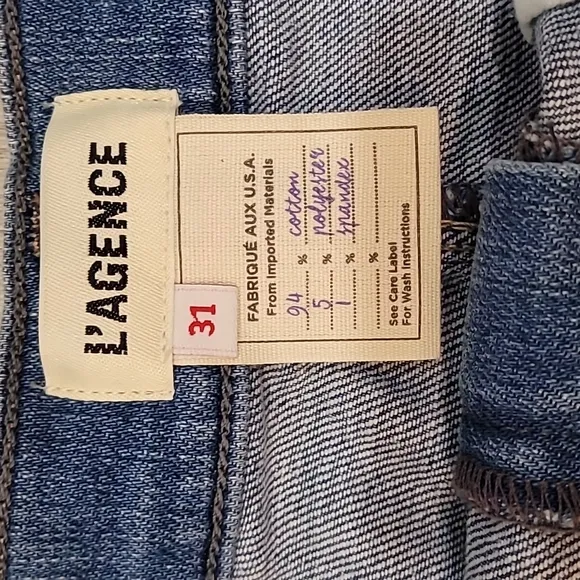 L'AGENCE
31
FABRIQUÉ AUX U.S.A.
From Imported Materials
94 % cotton
5 % polyester
1 % spandex
%
See Care Label
For Wash Instructions